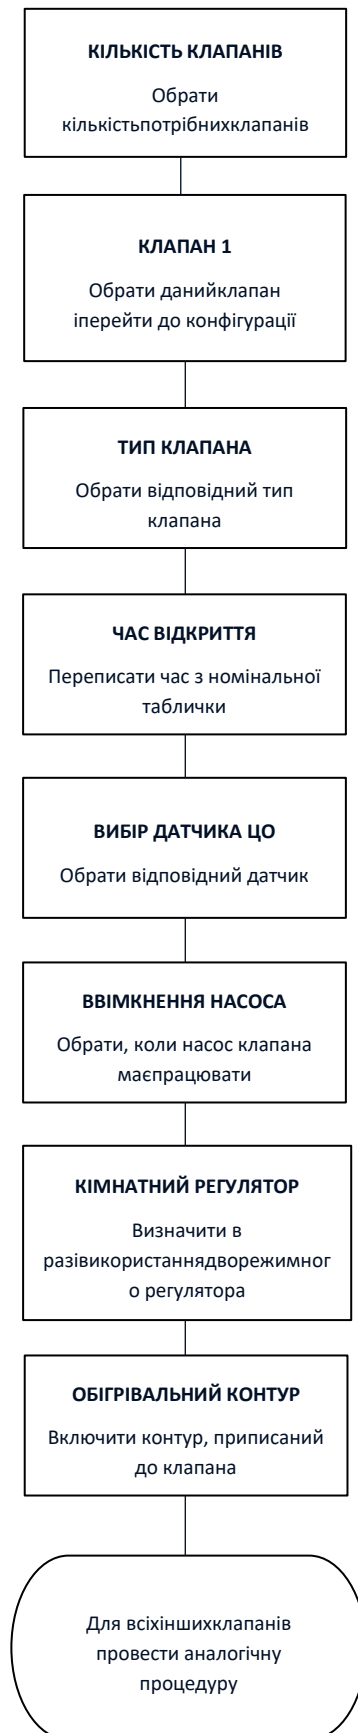 КІЛЬКІСТЬ КЛАПАНІВ
Обрати
кількістьпотрібнихклапанів
КЛАПАН 1
Обрати данийклапан
іперейти до конфігурації
ТИП КЛАПАНА
Обрати відповідний тип
клапана
ЧАС ВІДКРИТТЯ
Переписати час з номінальної
таблички
ВИБІР ДАТЧИКА ЦО
Обрати відповідний датчик
ВВІМКНЕННЯ НАСОСА
Обрати, коли насос клапана
маєпрацювати
КІМНАТНИЙ РЕГУЛЯТОР
Визначити в
разівикористаннядворежимног
о регулятора
ОБІГРІВАЛЬНИЙ КОНТУР
Включити контур, приписаний
до клапана
Для всіхіншихклапанів
провести аналогічну
процедуру